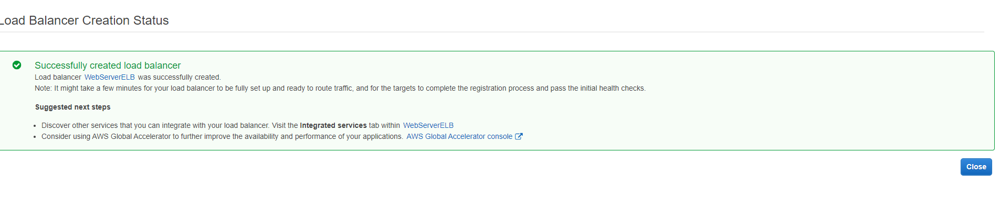 Load Balancer Creation Status
Successfully created load balancer
Load balancer WebServerELB was successfully created.
Note: It might take a few minutes for your load balancer to be fully set up and ready to route traffic, and for the targets to complete the registration process and pass the initial health checks.
Suggested next steps
• Discover other services that you can integrate with your load balancer. Visit the Integrated services tab within WebServerELB
• Consider using AWS Global Accelerator to further improve the availability and performance of your applications. AWS Global Accelerator console
Close